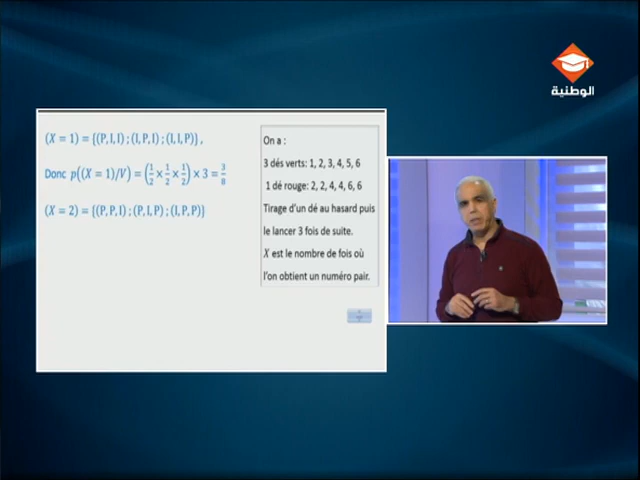 الوطنية
(X = 1) = {(P, I, I) ; (I, P, I) ; (I, I, P)} ,
Donc p((X = 1)/V) = (1/2 × 1/2 × 1/2) × 3 = 3/8
(X = 2) = {(P, P, I) ; (P, I, P) ; (I, P, P)}
On a :
3 dés verts: 1, 2, 3, 4, 5, 6
1 dé rouge: 2, 2, 4, 4, 6, 6
Tirage d'un dé au hasard puis
le lancer 3 fois de suite.
X est le nombre de fois où
l'on obtient un numéro pair.